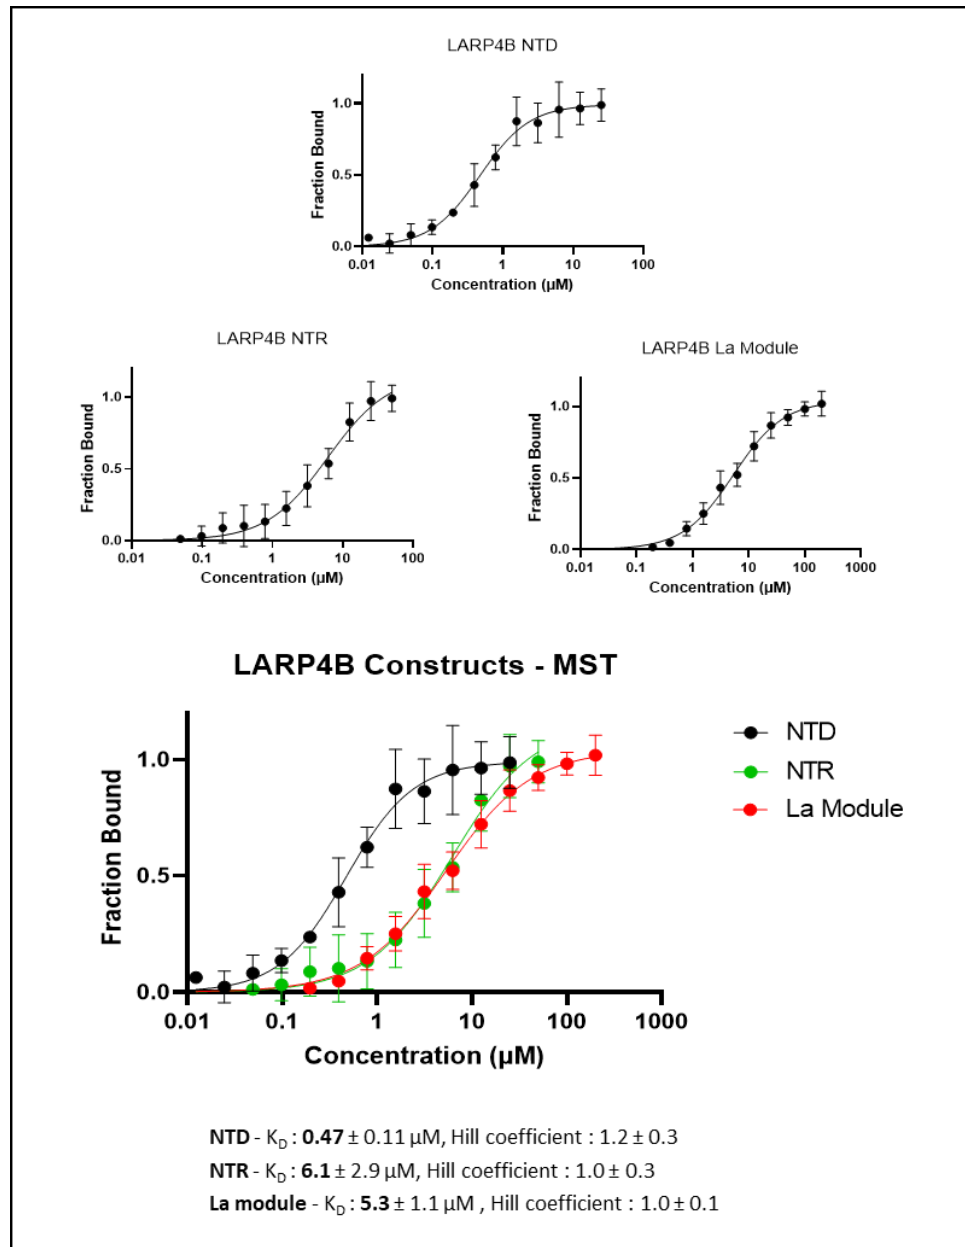 LARP4B NTD
Fraction Bound
1.0
0.5
0.0
0.01 0.1 1 10 100
Concentration (µM)
LARP4B NTR
Fraction Bound
1.0
0.5
0.0
0.01 0.1 1 10 100
Concentration (µM)
LARP4B La Module
Fraction Bound
1.0
0.5
0.0
0.01 0.1 1 10 100 1000
Concentration (µM)
LARP4B Constructs - MST
Fraction Bound
1.0
0.5
0.0
0.01 0.1 1 10 100 1000
Concentration (µM)
NTD
NTR
La Module
NTD - KD : 0.47 ± 0.11 µM, Hill coefficient : 1.2 ± 0.3
NTR - KD : 6.1 ± 2.9 µM, Hill coefficient : 1.0 ± 0.3
La module - KD : 5.3 ± 1.1 µM , Hill coefficient : 1.0 ± 0.1